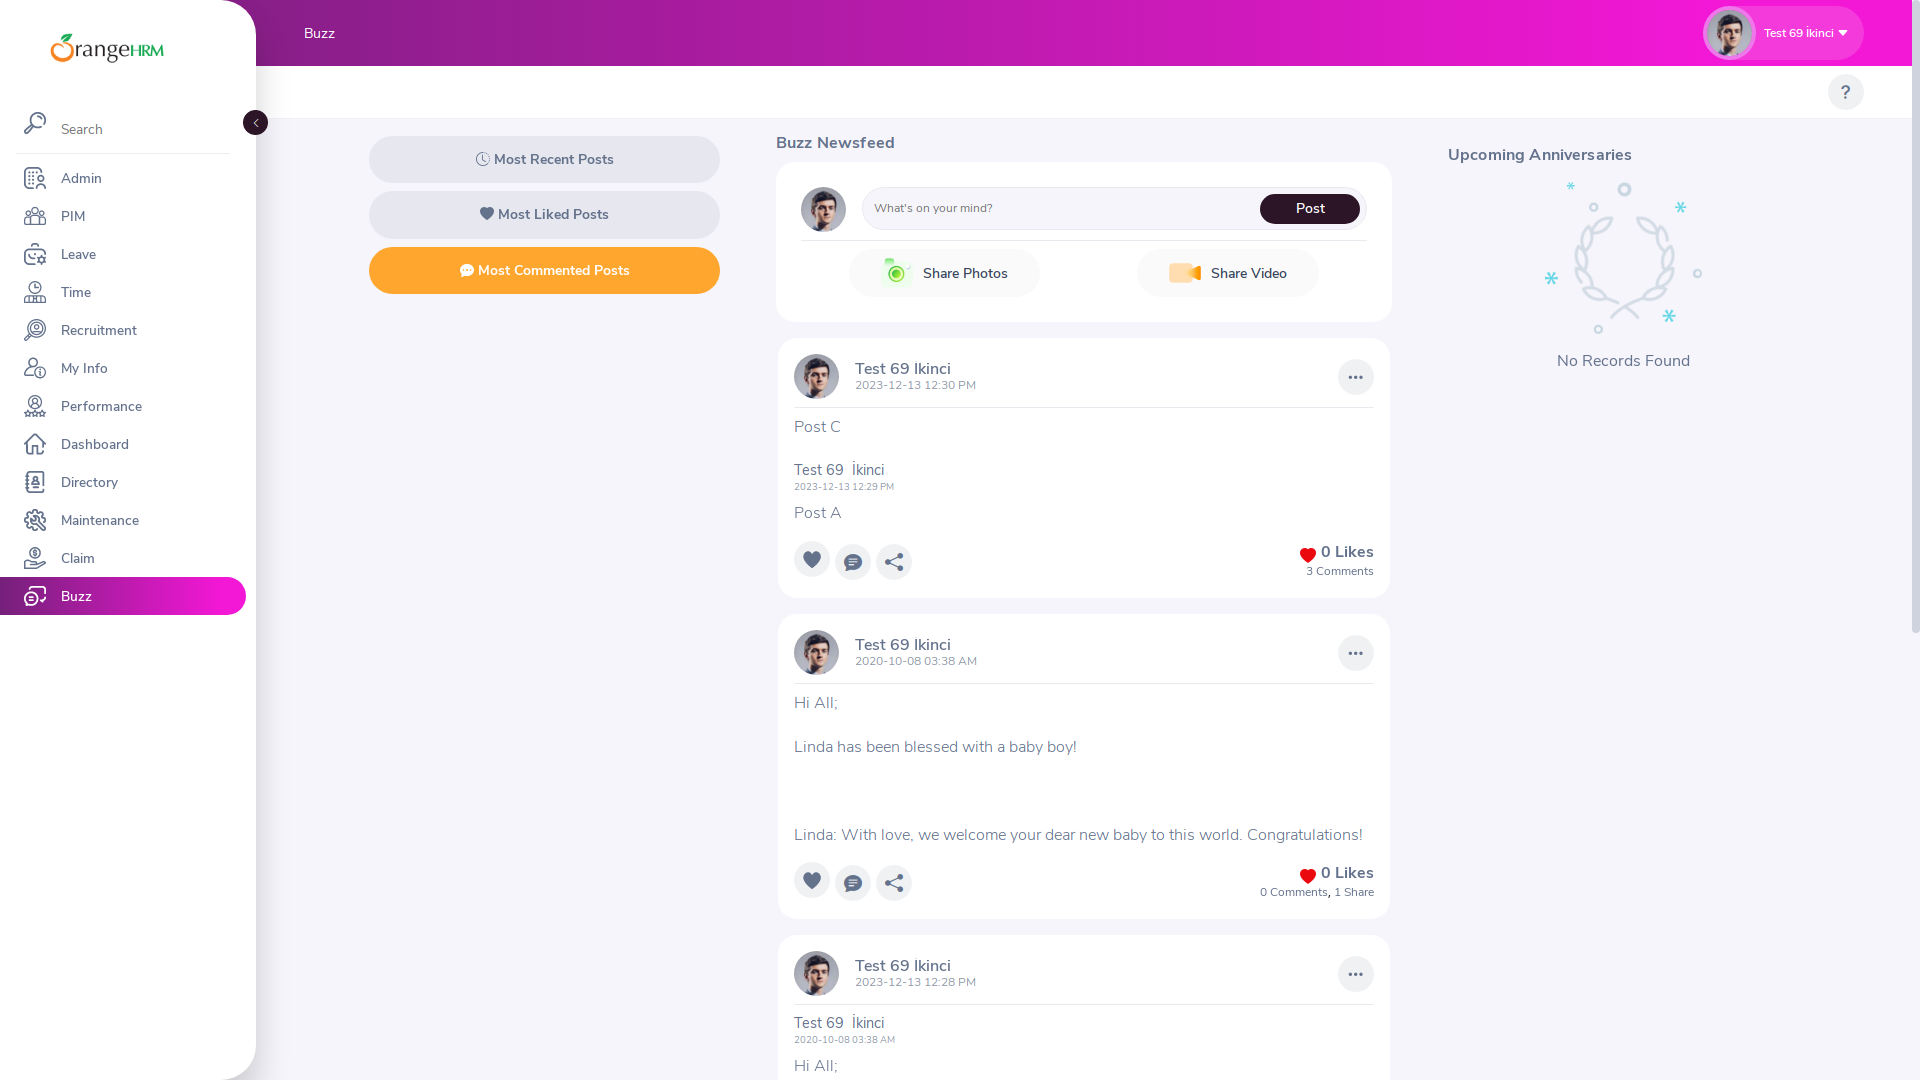 OrangeHRM
Search
Admin
PIM
Leave
Time
Recruitment
My Info
Performance
Dashboard
Directory
Maintenance
Claim
Buzz
Buzz
Test 69 İkinci
?
Most Recent Posts
Most Liked Posts
Most Commented Posts
Buzz Newsfeed
What's on your mind?
Post
Share Photos
Share Video
Test 69 Ikinci
2023-12-13 12:30 PM
Post C
Test 69  İkinci
2023-12-13 12:29 PM
Post A
0 Likes
3 Comments
Test 69 Ikinci
2020-10-08 03:38 AM
Hi All;
Linda has been blessed with a baby boy!
Linda: With love, we welcome your dear new baby to this world. Congratulations!
0 Likes
0 Comments, 1 Share
Test 69 Ikinci
2023-12-13 12:28 PM
Test 69  İkinci
2020-10-08 03:38 AM
Hi All;
Upcoming Anniversaries
No Records Found